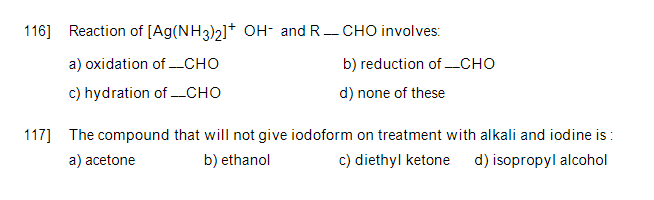 116] Reaction of [Ag(NH3)2]+ OH- and R — CHO involves:
a) oxidation of —CHO b) reduction of —CHO
c) hydration of —CHO d) none of these
117] The compound that will not give iodoform on treatment with alkali and iodine is :
a) acetone b) ethanol c) diethyl ketone d) isopropyl alcohol